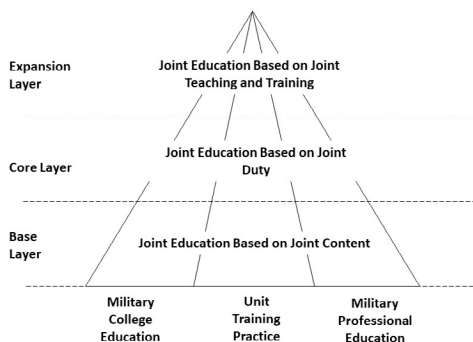 Expansion
Layer
Joint Education Based on Joint
Teaching and Training
Core Layer
Joint Education Based on Joint
Duty
Base
Layer
Joint Education Based on Joint Content
Military
College
Education
Unit
Training
Practice
Military
Professional
Education